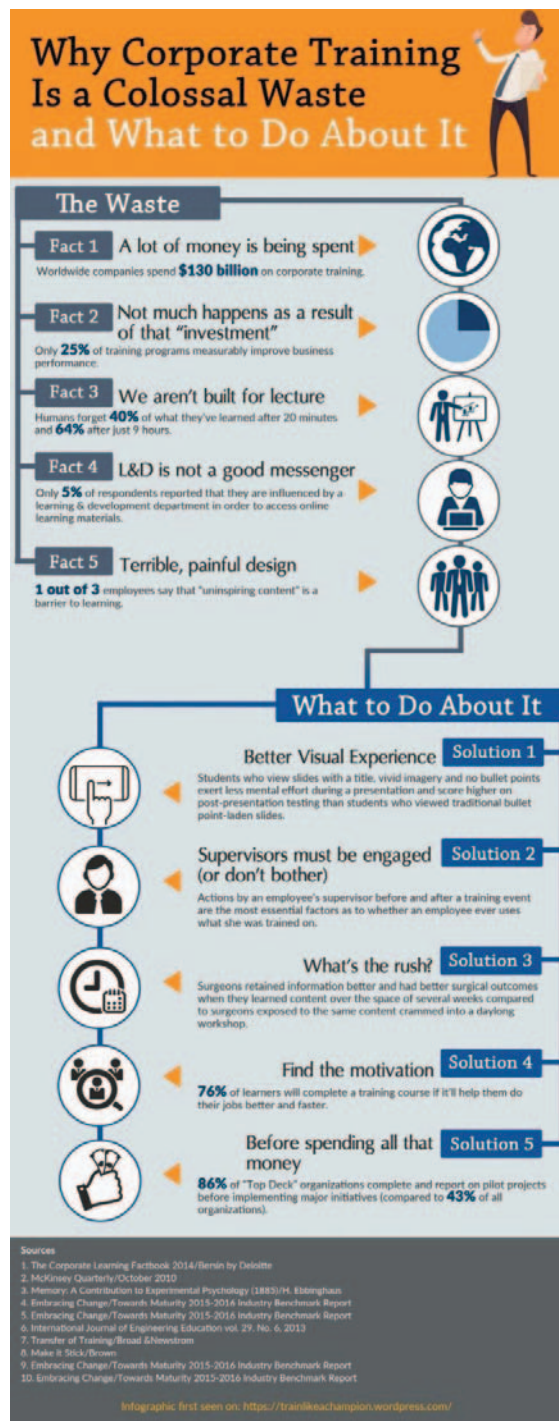 Why Corporate Training
Is a Colossal Waste
and What to Do About It
The Waste
Fact 1 A lot of money is being spent
Worldwide companies spend $130 billion on corporate training.
Fact 2 Not much happens as a result
of that "investment"
Only 25% of training programs measurably improve business
performance.
Fact 3 We aren't built for lecture
Humans forget 40% of what they've learned after 20 minutes
and 64% after just 9 hours.
Fact 4 L&D is not a good messenger
Only 5% of respondents reported that they are influenced by a
learning & development department in order to access online
learning materials.
Fact 5 Terrible, painful design
1 out of 3 employees say that "uninspiring content" is a
barrier to learning.
What to Do About It
Better Visual Experience Solution 1
Students who view slides with a title, vivid imagery and no bullet points
exert less mental effort during a presentation and score higher on
post-presentation testing than students who viewed traditional bullet
point-laden slides.
Supervisors must be engaged Solution 2
(or don't bother)
Actions by an employee's supervisor before and after a training event
are the most essential factors as to whether an employee ever uses
what she was trained on.
What's the rush? Solution 3
Surgeons retained information better and had better surgical outcomes
when they learned content over the space of several weeks compared
to surgeons exposed to the same content crammed into a daylong
workshop.
Find the motivation Solution 4
76% of learners will complete a training course if it'll help them do
their jobs better and faster.
Before spending all that Solution 5
money
86% of "Top Deck" organizations complete and report on pilot projects
before implementing major initiatives (compared to 43% of all
organizations).
Sources
1. The Corporate Learning Factbook 2014/Bersin by Deloitte
2. McKinsey Quarterly/October 2010
3. Memory: A Contribution to Experimental Psychology (1885)/H. Ebbinghaus
4. Embracing Change/Towards Maturity 2015-2016 Industry Benchmark Report
5. Embracing Change/Towards Maturity 2015-2016 Industry Benchmark Report
6. International Journal of Engineering Education vol. 29. No. 6, 2013
7. Transfer of Training/Broad &Newstrom
8. Make it Stick/Brown
9. Embracing Change/Towards Maturity 2015-2016 Industry Benchmark Report
10. Embracing Change/Towards Maturity 2015-2016 Industry Benchmark Report
Infographic first seen on: https://trainlikeachampion.wordpress.com/